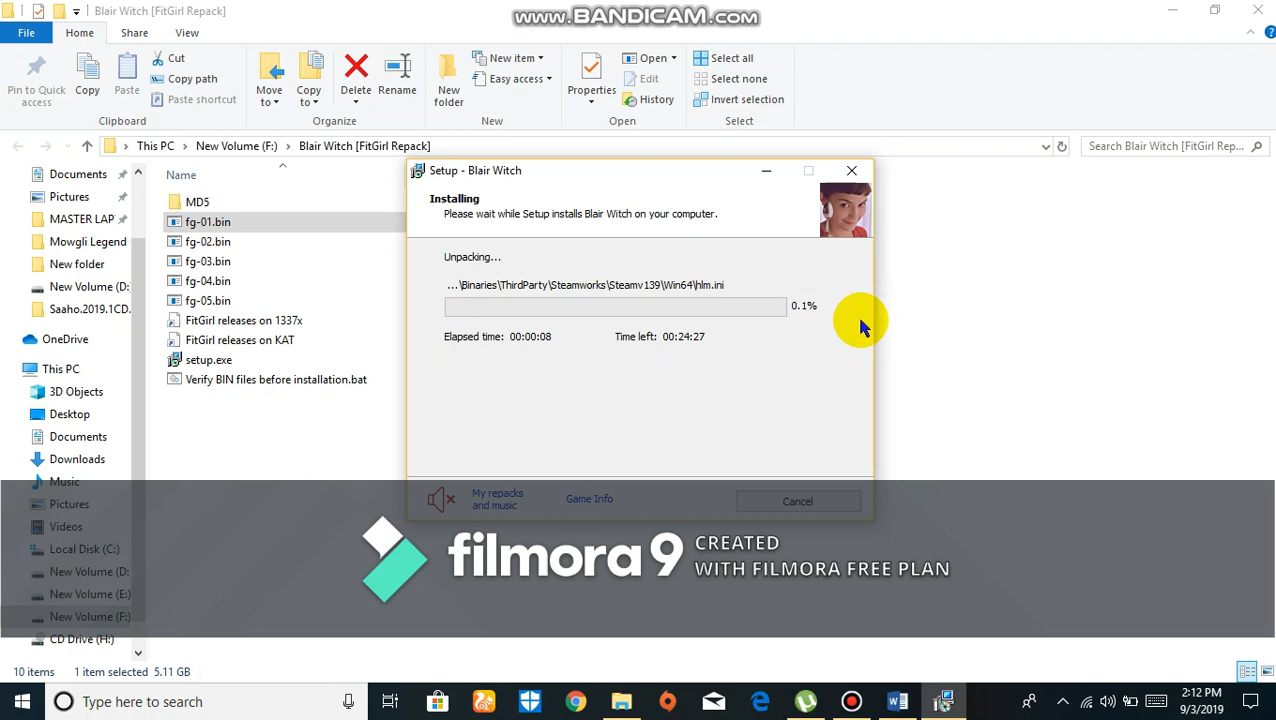 Blair Witch [FitGirl Repack]
www.BANDICAM.com
File
Home
Share
View
Pin to Quick
access
Copy
Paste
Cut
Copy path
Paste shortcut
Clipboard
Move
to
Copy
to
Delete
Rename
Organize
New
folder
New item
Easy access
New
Properties
Open
Edit
History
Open
Select all
Select none
Invert selection
Select
This PC
New Volume (F:)
Blair Witch [FitGirl Repack]
Search Blair Witch [FitGirl Rep...
Documents
Pictures
MASTER LAP
Mowgli Legend
New folder
New Volume (D:
Saaho.2019.1CD.
OneDrive
This PC
3D Objects
Desktop
Documents
Downloads
Music
Pictures
Videos
Local Disk (C:)
New Volume (D:
New Volume (E:)
New Volume (F:)
CD Drive (H:)
Name
MD5
fg-01.bin
fg-02.bin
fg-03.bin
fg-04.bin
fg-05.bin
FitGirl releases on 1337x
FitGirl releases on KAT
setup.exe
Verify BIN files before installation.bat
Setup - Blair Witch
Installing
Please wait while Setup installs Blair Witch on your computer.
Unpacking...
...\Binaries\ThirdParty\Steamworks\Steamv139\Win64\hlm.ini
0.1%
Elapsed time: 00:00:08 Time left: 00:24:27
My repacks
and music
Game Info
Cancel
filmora 9
CREATED
WITH FILMORA FREE PLAN
10 items 1 item selected 5.11 GB
Type here to search
2:12 PM
9/3/2019